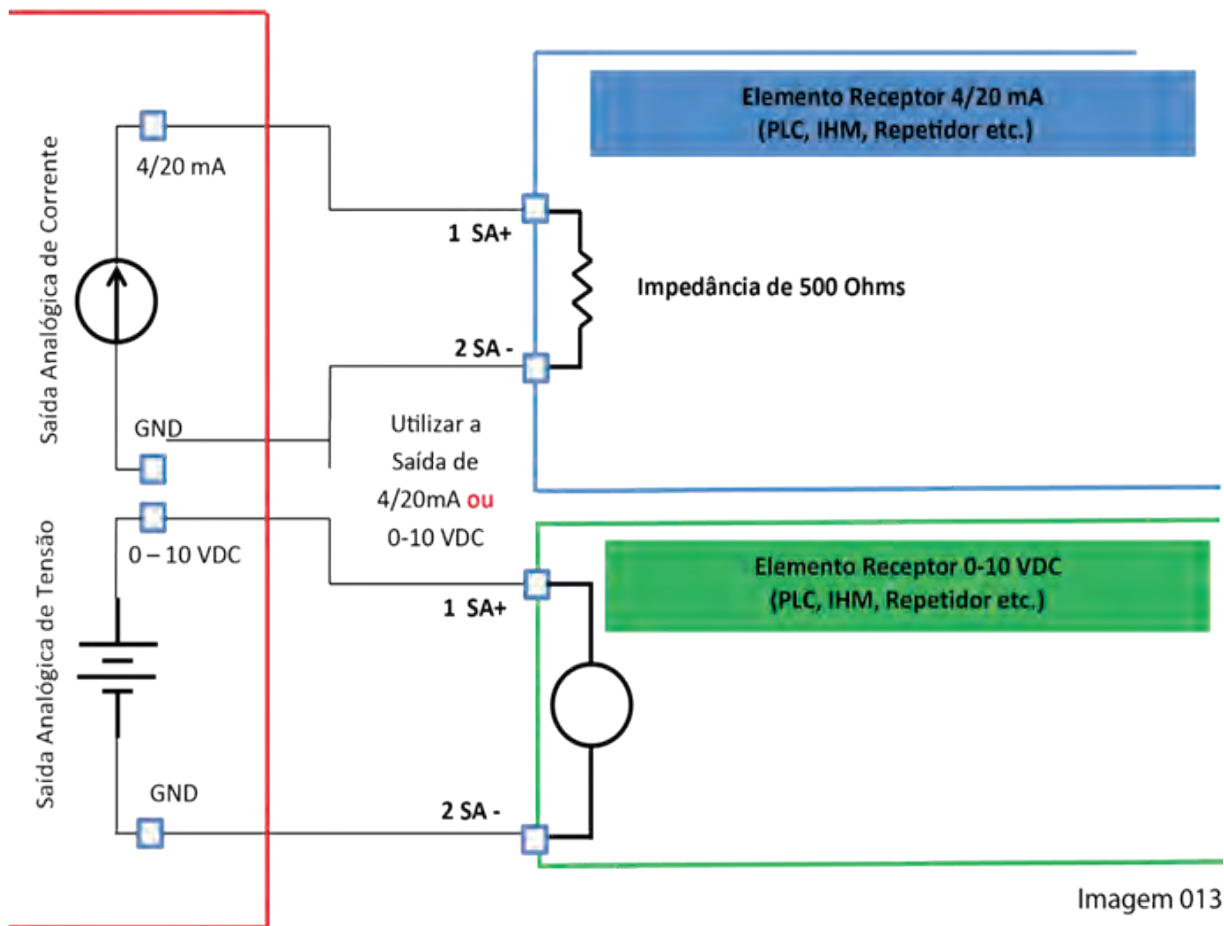 Saída Analógica de Corrente
4/20 mA
GND
Elemento Receptor 4/20 mA
(PLC, IHM, Repetidor etc.)
1 SA+
Impedância de 500 Ohms
2 SA -
Utilizar a
Saída de
4/20mA ou
0-10 VDC
Saída Analógica de Tensão
0 – 10 VDC
GND
Elemento Receptor 0-10 VDC
(PLC, IHM, Repetidor etc.)
1 SA+
2 SA -
Imagem 013